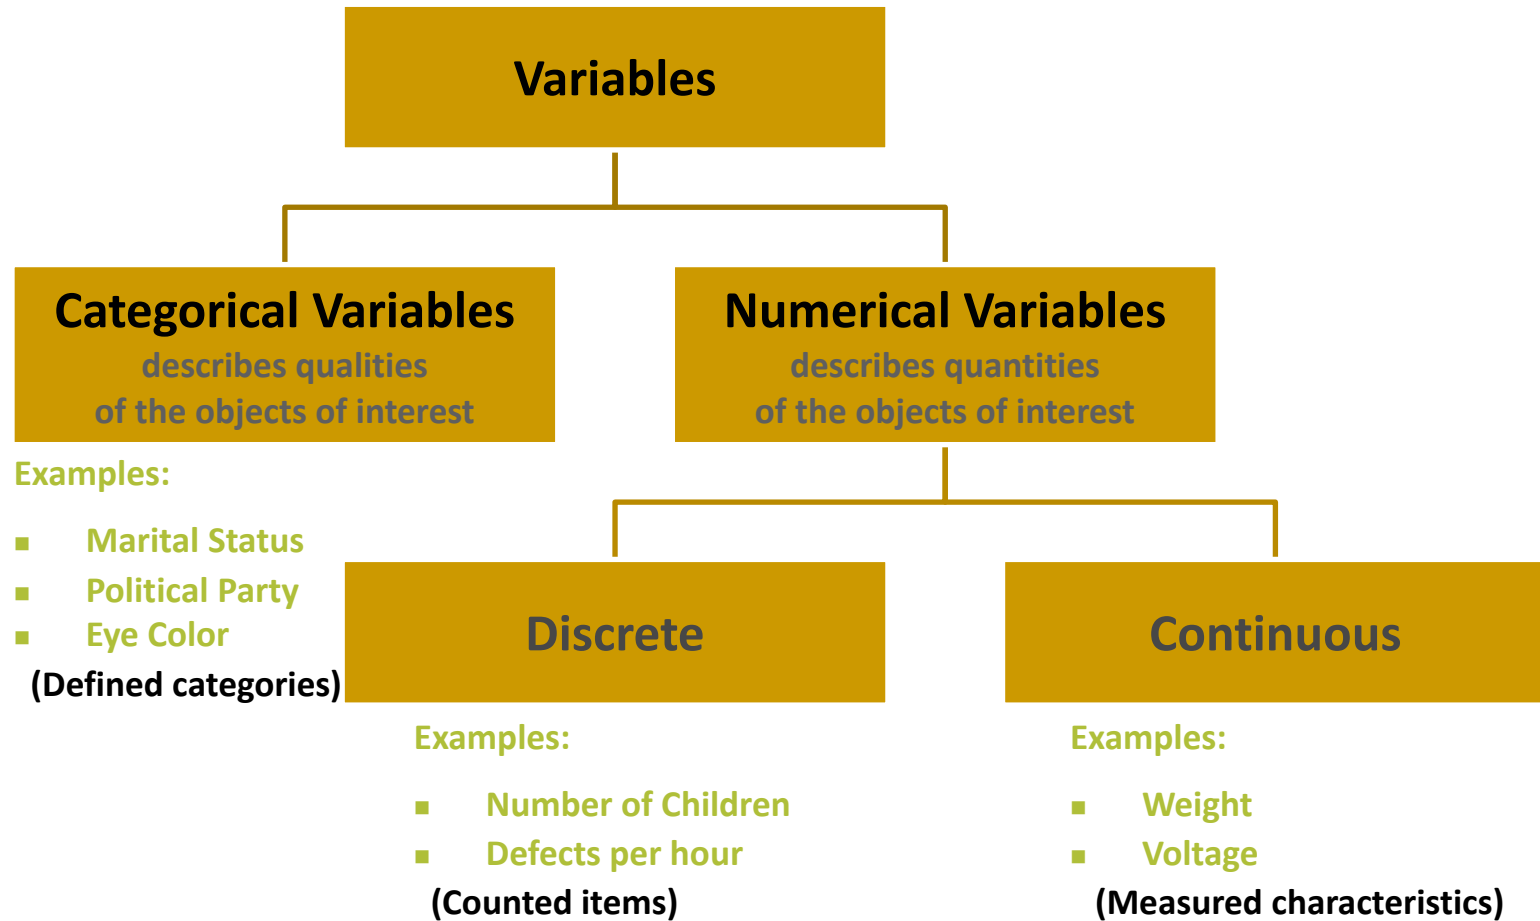 Variables
Categorical Variables
describes qualities
of the objects of interest
Numerical Variables
describes quantities
of the objects of interest
Examples:
Marital Status
Political Party
Eye Color
(Defined categories)
Discrete
Continuous
Examples:
Number of Children
Defects per hour
(Counted items)
Examples:
Weight
Voltage
(Measured characteristics)